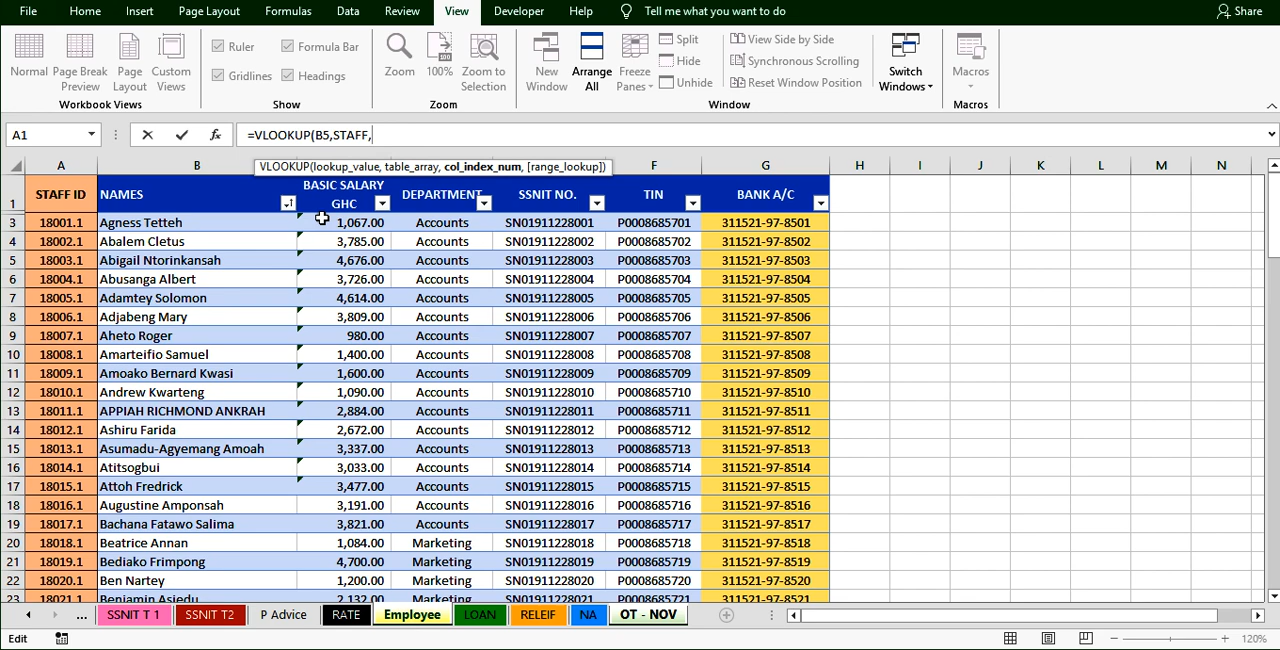 File Home Insert Page Layout Formulas Data Review View Developer Help Tell me what you want to do Share
Normal Page Break Preview Page Layout Custom Views
Workbook Views
Ruler Formula Bar
Gridlines Headings
Show
Zoom 100% Zoom to Selection
Zoom
New Window Arrange All Freeze Panes
Split
Hide
Unhide
View Side by Side
Synchronous Scrolling
Reset Window Position
Switch Windows
Window
Macros
Macros
A1 fx =VLOOKUP(B5,STAFF,
VLOOKUP(lookup_value, table_array, col_index_num, [range_lookup])
A B F G H I J K L M N
1 STAFF ID NAMES BASIC SALARY GHC DEPARTMENT SSNIT NO. TIN BANK A/C
3 18001.1 Agness Tetteh 1,067.00 Accounts SN01911228001 P0008685701 311521-97-8501
4 18002.1 Abalem Cletus 3,785.00 Accounts SN01911228002 P0008685702 311521-97-8502
5 18003.1 Abigail Ntorinkansah 4,676.00 Accounts SN01911228003 P0008685703 311521-97-8503
6 18004.1 Abusanga Albert 3,726.00 Accounts SN01911228004 P0008685704 311521-97-8504
7 18005.1 Adamtey Solomon 4,614.00 Accounts SN01911228005 P0008685705 311521-97-8505
8 18006.1 Adjabeng Mary 3,809.00 Accounts SN01911228006 P0008685706 311521-97-8506
9 18007.1 Aheto Roger 980.00 Accounts SN01911228007 P0008685707 311521-97-8507
10 18008.1 Amarteifio Samuel 1,400.00 Accounts SN01911228008 P0008685708 311521-97-8508
11 18009.1 Amoako Bernard Kwasi 1,600.00 Accounts SN01911228009 P0008685709 311521-97-8509
12 18010.1 Andrew Kwarteng 1,090.00 Accounts SN01911228010 P0008685710 311521-97-8510
13 18011.1 APPIAH RICHMOND ANKRAH 2,884.00 Accounts SN01911228011 P0008685711 311521-97-8511
14 18012.1 Ashiru Farida 2,672.00 Accounts SN01911228012 P0008685712 311521-97-8512
15 18013.1 Asumadu-Agyemang Amoah 3,337.00 Accounts SN01911228013 P0008685713 311521-97-8513
16 18014.1 Atitsogbui 3,033.00 Accounts SN01911228014 P0008685714 311521-97-8514
17 18015.1 Attoh Fredrick 3,477.00 Accounts SN01911228015 P0008685715 311521-97-8515
18 18016.1 Augustine Amponsah 3,191.00 Accounts SN01911228016 P0008685716 311521-97-8516
19 18017.1 Bachana Fatawo Salima 3,821.00 Accounts SN01911228017 P0008685717 311521-97-8517
20 18018.1 Beatrice Annan 1,084.00 Marketing SN01911228018 P0008685718 311521-97-8518
21 18019.1 Bediako Frimpong 4,700.00 Marketing SN01911228019 P0008685719 311521-97-8519
22 18020.1 Ben Nartey 1,200.00 Marketing SN01911228020 P0008685720 311521-97-8520
23 18021.1 Benjamin Asiedu 2,132.00 Marketing SN01911228021 P0008685721 311521-97-8521
... SSNIT T 1 SSNIT T2 P Advice RATE Employee LOAN RELEIF NA OT - NOV
Edit 120%